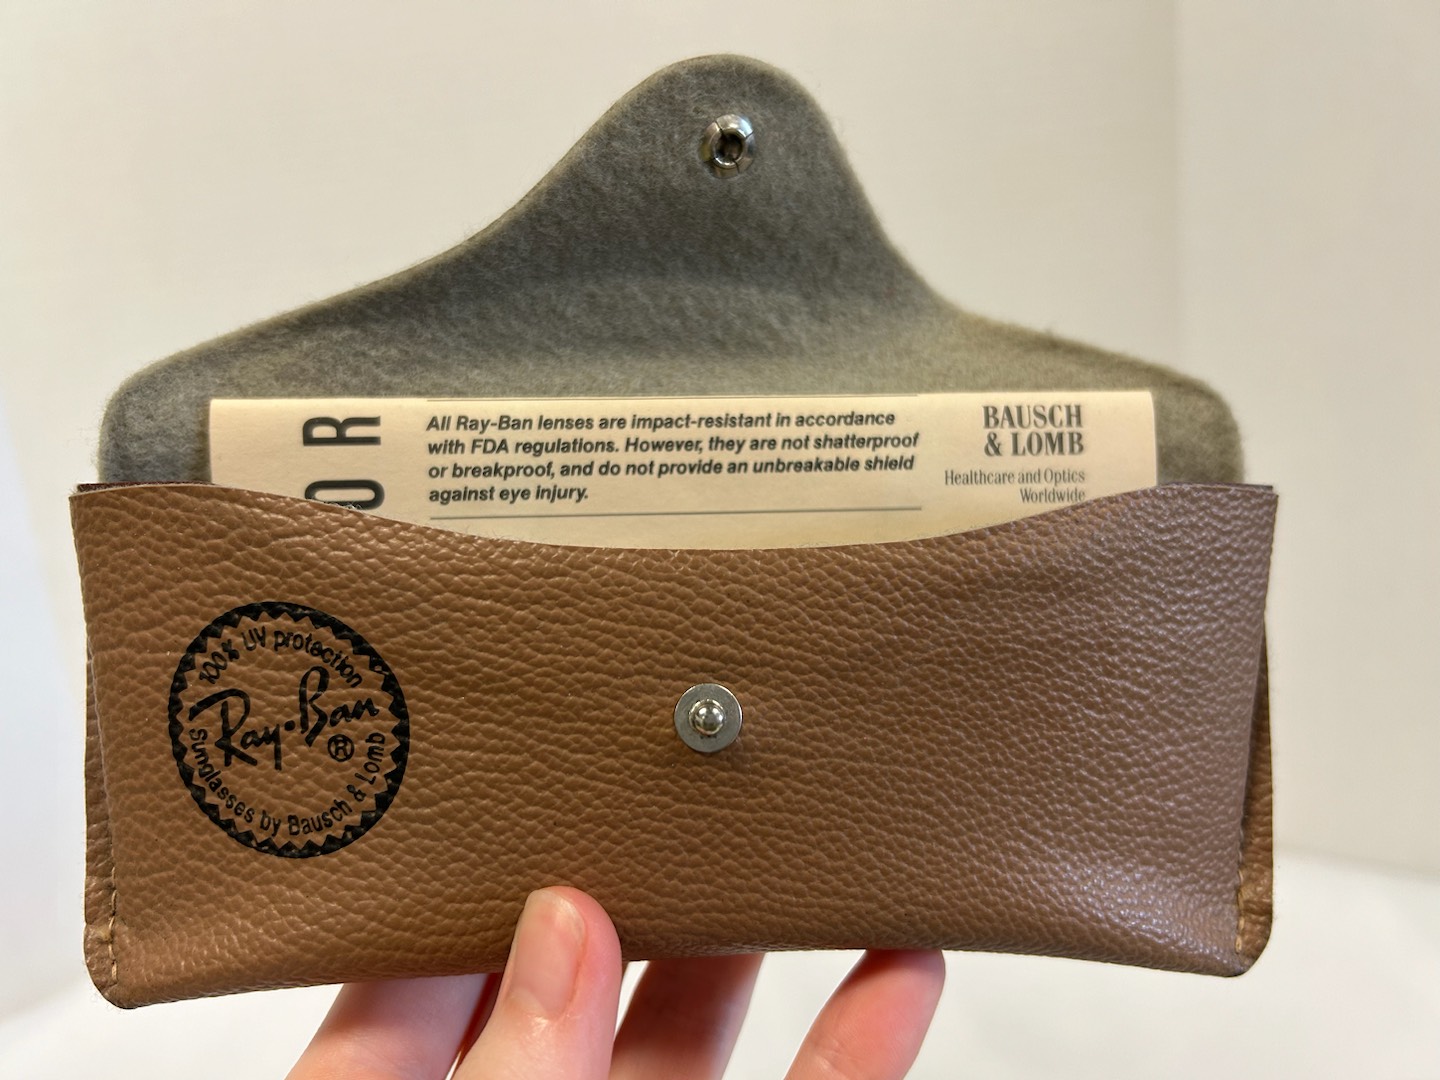 OR
All Ray-Ban lenses are impact-resistant in accordance
with FDA regulations. However, they are not shatterproof
or breakproof, and do not provide an unbreakable shield
against eye injury.
BAUSCH
& LOMB
Healthcare and Optics
Worldwide
100% UV protection
Ray-Ban®
Sunglasses by Bausch & Lomb